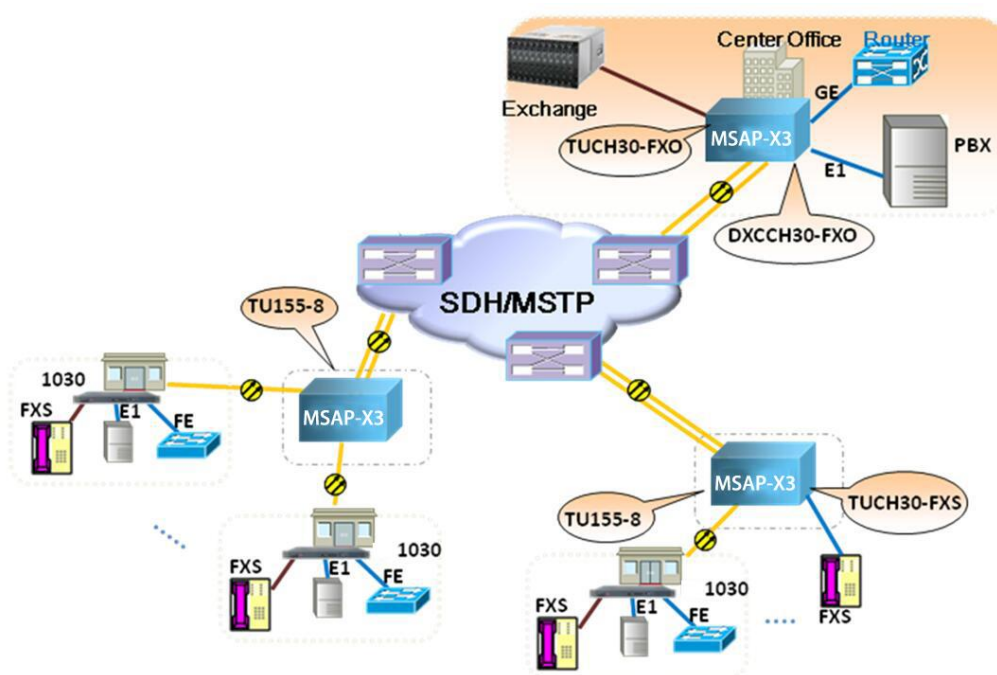 Center Office
Router
Exchange
GE
TUCH30-FXO
MSAP-X3
PBX
E1
DXCCH30-FXO
SDH/MSTP
TU155-8
1030
FXS
E1
FE
MSAP-X3
MSAP-X3
TU155-8
TUCH30-FXS
1030
FXS
E1
FE
1030
FXS
E1
FE
FXS